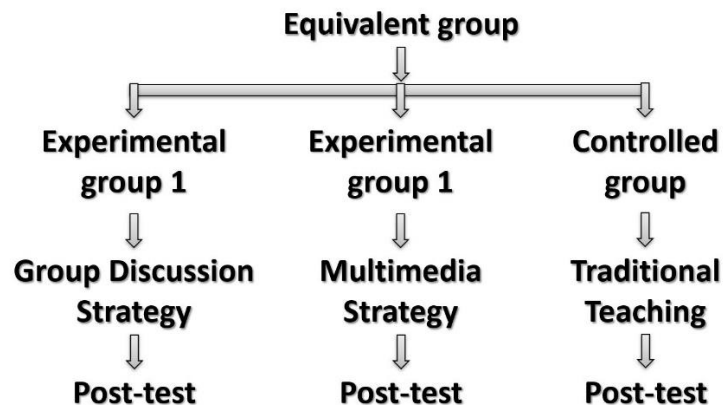 Equivalent group
Experimental
group 1
Experimental
group 1
Controlled
group
Group Discussion
Strategy
Multimedia
Strategy
Traditional
Teaching
Post-test
Post-test
Post-test